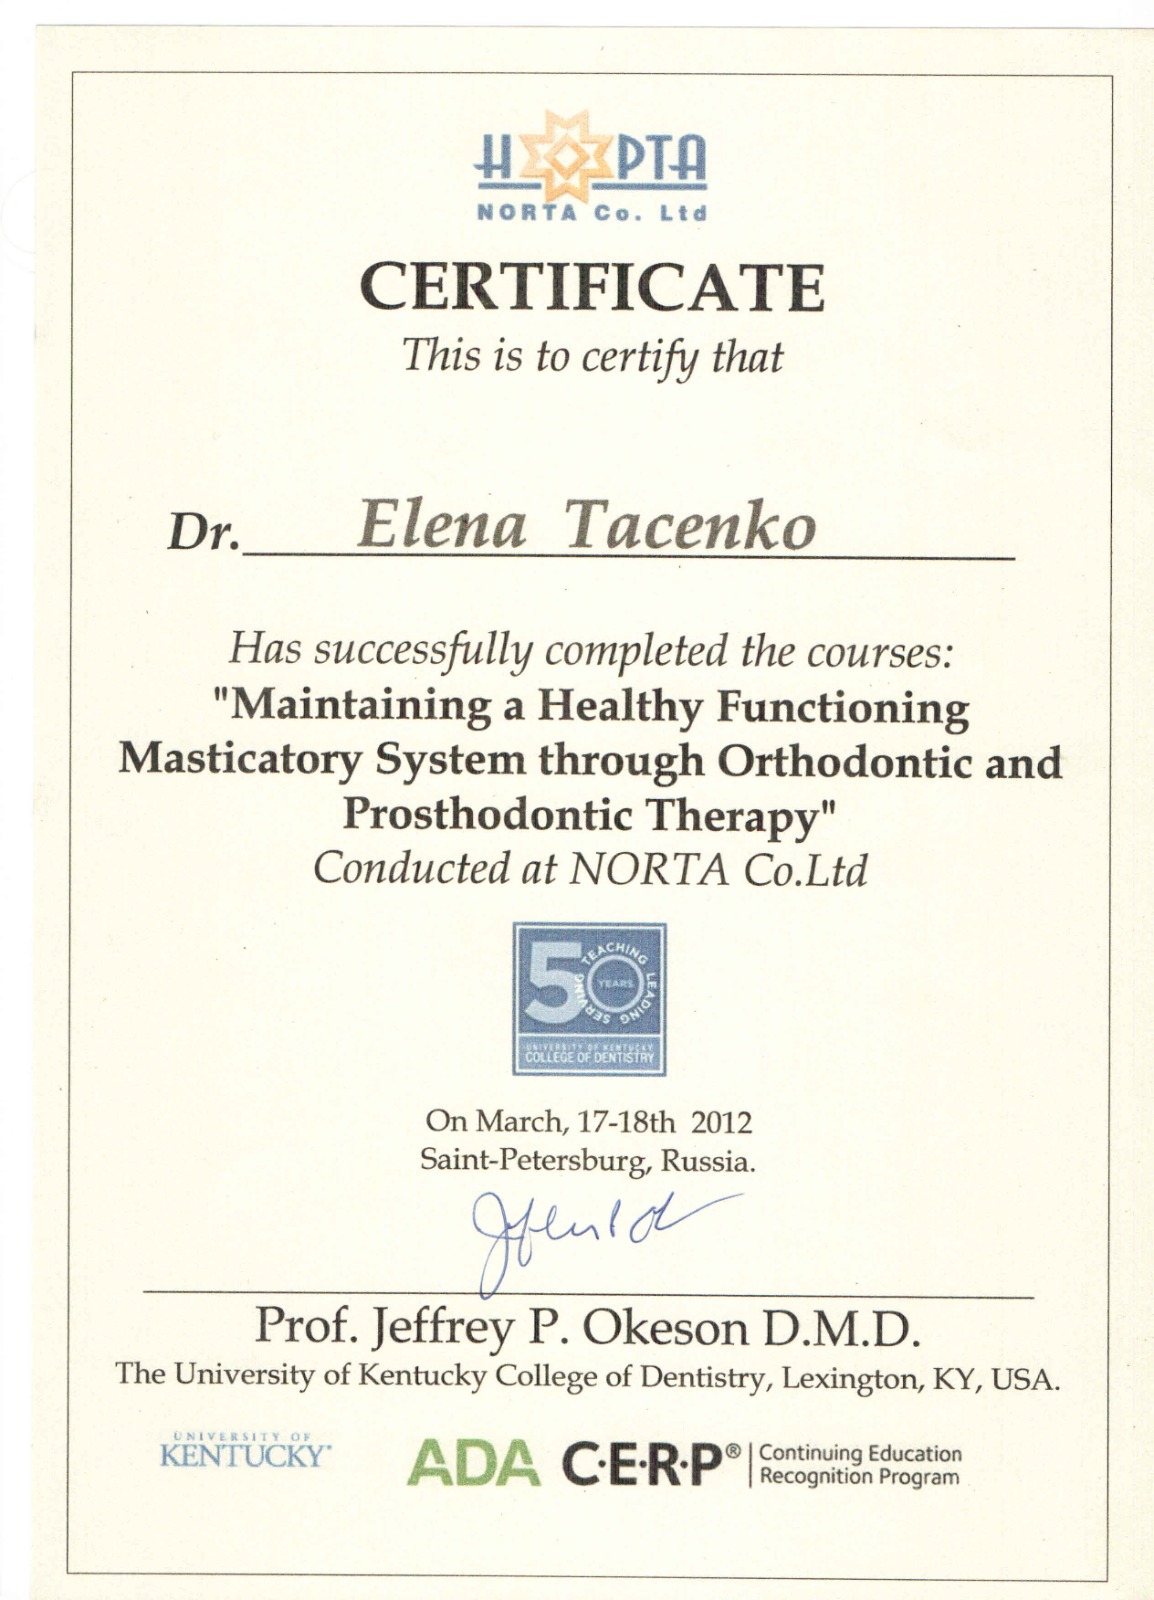 НОРТА
NORTA Co. Ltd
CERTIFICATE
This is to certify that
Dr. Elena Tacenko
Has successfully completed the courses:
"Maintaining a Healthy Functioning
Masticatory System through Orthodontic and
Prosthodontic Therapy"
Conducted at NORTA Co.Ltd
50 YEARS
TEACHING LEADING SERVING
UNIVERSITY OF KENTUCKY
COLLEGE OF DENTISTRY
On March, 17-18th 2012
Saint-Petersburg, Russia.
Prof. Jeffrey P. Okeson D.M.D.
The University of Kentucky College of Dentistry, Lexington, KY, USA.
UNIVERSITY OF
KENTUCKY
ADA C·E·R·P® | Continuing Education
Recognition Program